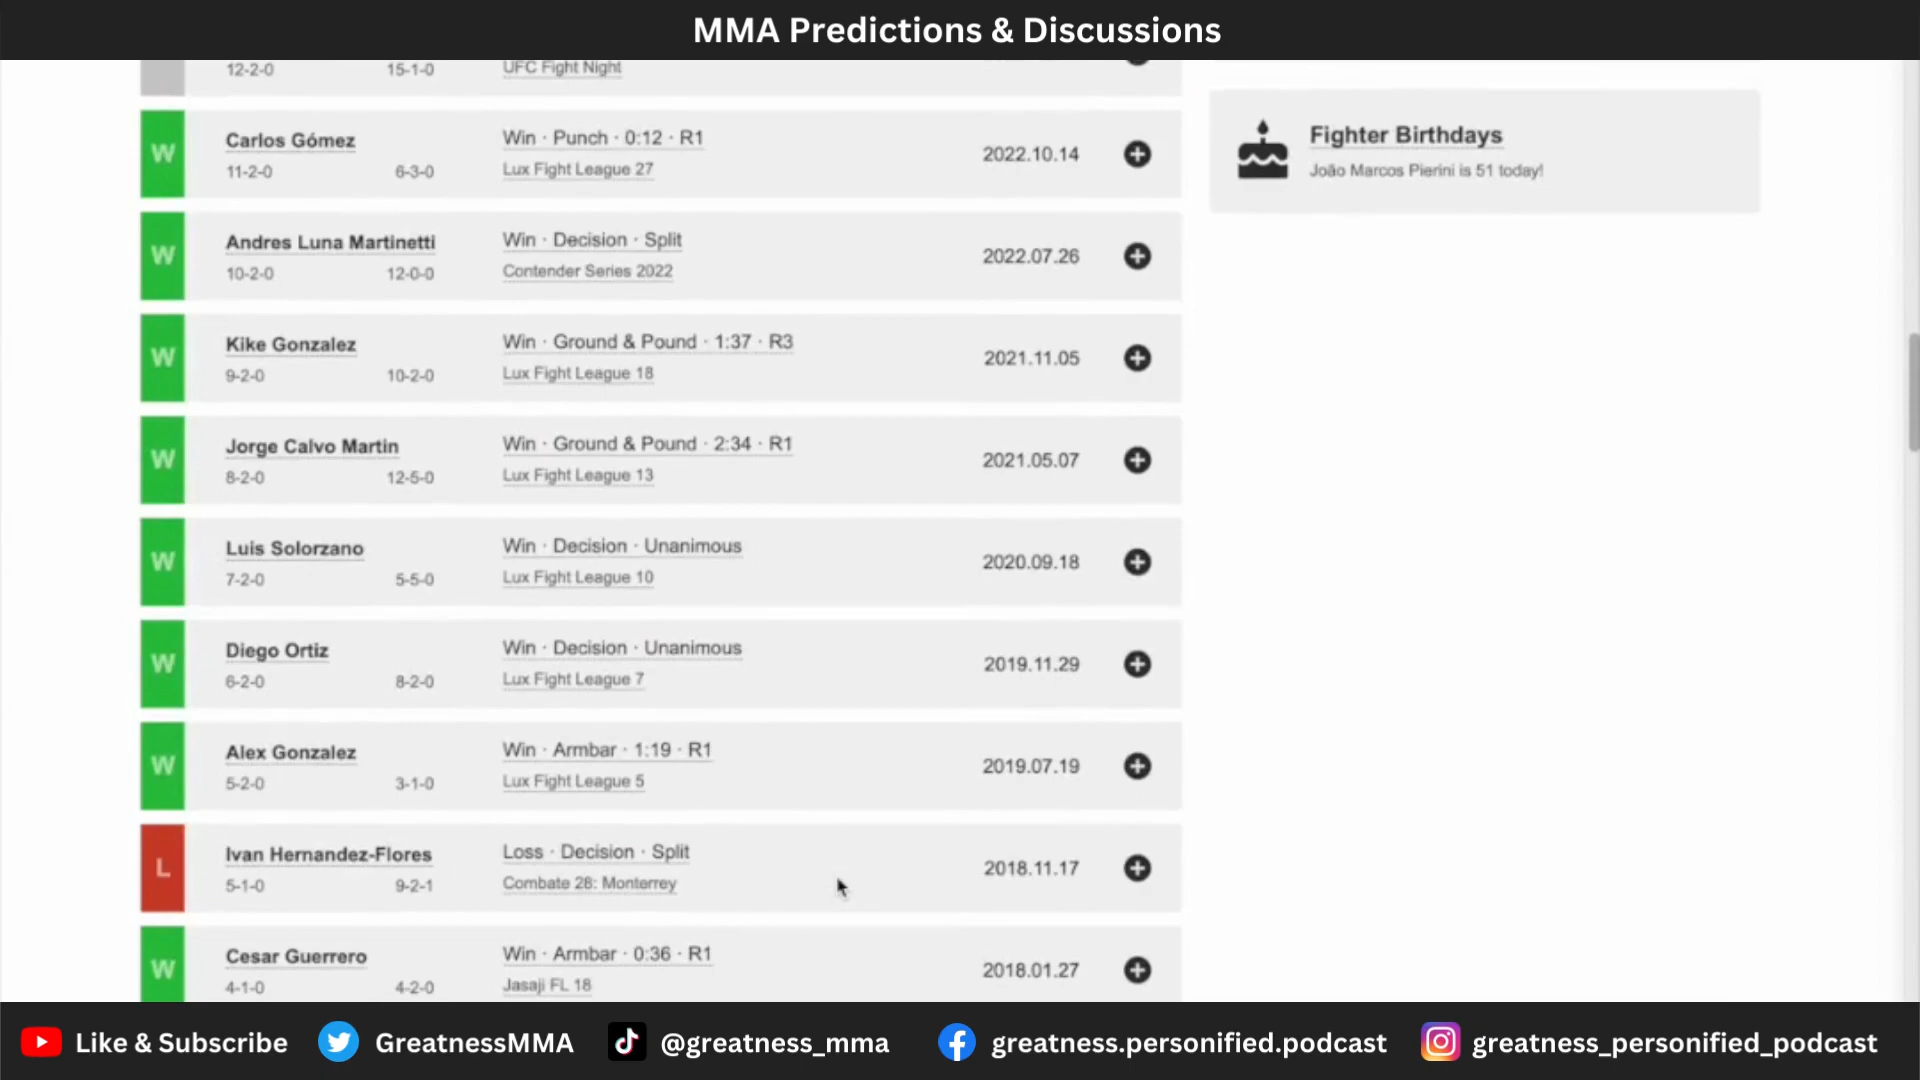 MMA Predictions & Discussions
12-2-0 15-1-0 UFC Fight Night
W Carlos Gómez Win · Punch · 0:12 · R1 2022.10.14
11-2-0 6-3-0 Lux Fight League 27
W Andres Luna Martinetti Win · Decision · Split 2022.07.26
10-2-0 12-0-0 Contender Series 2022
W Kike Gonzalez Win · Ground & Pound · 1:37 · R3 2021.11.05
9-2-0 10-2-0 Lux Fight League 18
W Jorge Calvo Martin Win · Ground & Pound · 2:34 · R1 2021.05.07
8-2-0 12-5-0 Lux Fight League 13
W Luis Solorzano Win · Decision · Unanimous 2020.09.18
7-2-0 5-5-0 Lux Fight League 10
W Diego Ortiz Win · Decision · Unanimous 2019.11.29
6-2-0 8-2-0 Lux Fight League 7
W Alex Gonzalez Win · Armbar · 1:19 · R1 2019.07.19
5-2-0 3-1-0 Lux Fight League 5
L Ivan Hernandez-Flores Loss · Decision · Split 2018.11.17
5-1-0 9-2-1 Combate 28: Monterrey
W Cesar Guerrero Win · Armbar · 0:36 · R1 2018.01.27
4-1-0 4-2-0 Jasaji FL 18
Fighter Birthdays
João Marcos Pierini is 51 today!
Like & Subscribe GreatnessMMA @greatness_mma greatness.personified.podcast greatness_personified_podcast